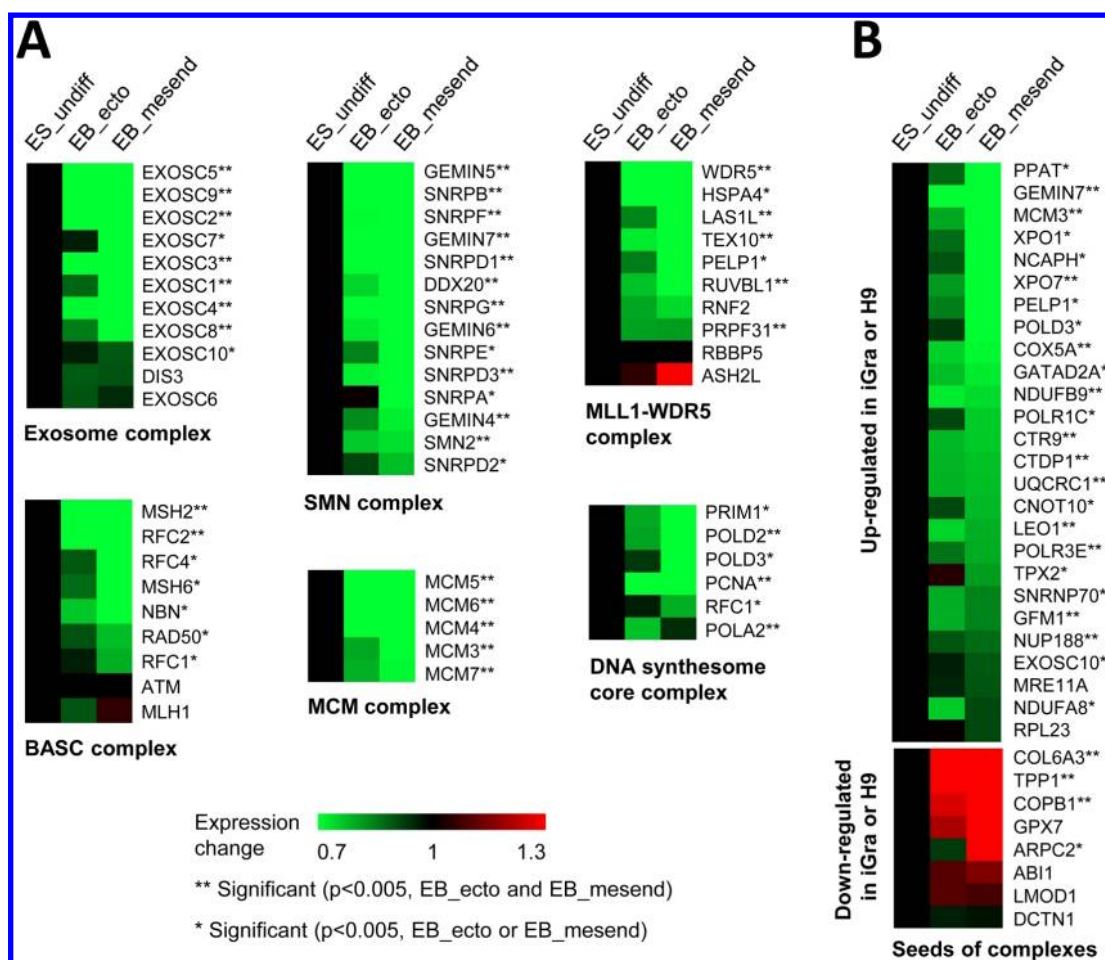 A
ES_undiff
EB_ecto
EB_mesend
EXOSC5**
EXOSC9**
EXOSC2**
EXOSC7*
EXOSC3**
EXOSC1**
EXOSC4**
EXOSC8**
EXOSC10*
DIS3
EXOSC6
Exosome complex
ES_undiff
EB_ecto
EB_mesend
GEMIN5**
SNRPB**
SNRPF**
GEMIN7**
SNRPD1**
DDX20**
SNRPG**
GEMIN6**
SNRPE*
SNRPD3**
SNRPA*
GEMIN4**
SMN2**
SNRPD2*
SMN complex
ES_undiff
EB_ecto
EB_mesend
WDR5**
HSPA4*
LAS1L**
TEX10**
PELP1*
RUVBL1**
RNF2
PRPF31**
RBBP5
ASH2L
MLL1-WDR5
complex
MSH2**
RFC2**
RFC4*
MSH6*
NBN*
RAD50*
RFC1*
ATM
MLH1
BASC complex
MCM5**
MCM6**
MCM4**
MCM3**
MCM7**
MCM complex
PRIM1*
POLD2**
POLD3*
PCNA**
RFC1*
POLA2**
DNA synthesome
core complex
Expression
change
0.7 1 1.3
** Significant (p<0.005, EB_ecto and EB_mesend)
* Significant (p<0.005, EB_ecto or EB_mesend)
B
ES_undiff
EB_ecto
EB_mesend
Up-regulated in iGra or H9
PPAT*
GEMIN7**
MCM3**
XPO1*
NCAPH*
XPO7**
PELP1*
POLD3*
COX5A**
GATAD2A*
NDUFB9**
POLR1C*
CTR9**
CTDP1**
UQCRC1**
CNOT10*
LEO1**
POLR3E**
TPX2*
SNRNP70*
GFM1**
NUP188**
EXOSC10*
MRE11A
NDUFA8*
RPL23
Down-regulated
in iGra or H9
COL6A3**
TPP1**
COPB1**
GPX7
ARPC2*
ABI1
LMOD1
DCTN1
Seeds of complexes